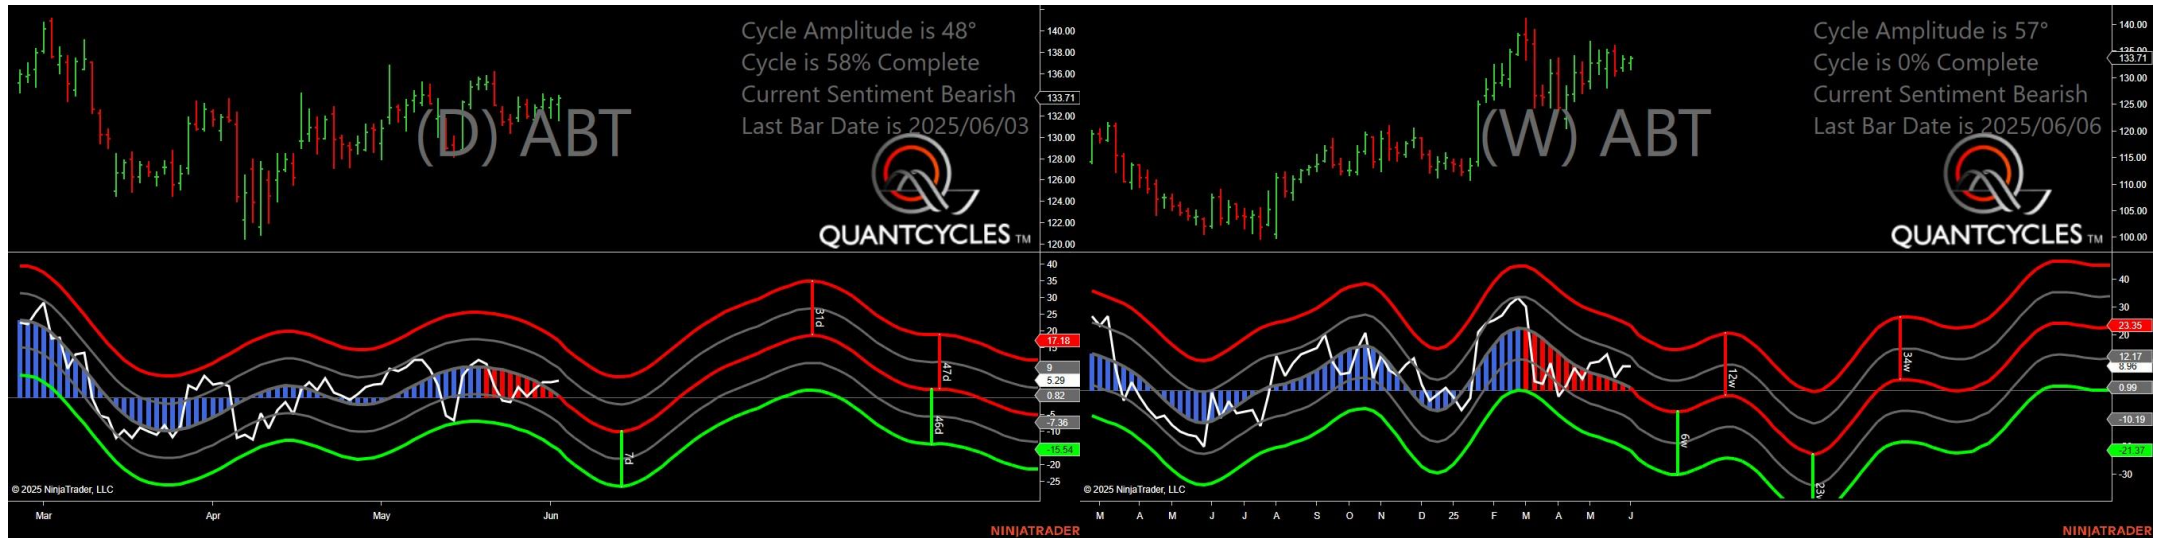 Cycle Amplitude is 48°
Cycle is 58% Complete
Current Sentiment Bearish
Last Bar Date is 2025/06/03
(D) ABT
QUANTCYCLES TM
140.00
138.00
136.00
133.71
132.00
130.00
128.00
126.00
124.00
122.00
120.00
40
35
30
25
20
17.18
15
9
5.29
0.82
-5
-7.36
-10
-15.54
-20
-25
31d
47d
46d
7d
© 2025 NinjaTrader, LLC
Mar Apr May Jun
NINJATRADER
Cycle Amplitude is 57°
Cycle is 0% Complete
Current Sentiment Bearish
Last Bar Date is 2025/06/06
(W) ABT
QUANTCYCLES TM
140.00
135.00
133.71
130.00
125.00
120.00
115.00
110.00
105.00
100.00
40
30
23.35
20
12.17
8.96
0.99
-10.19
-21.37
-30
12w
34w
6w
23w
© 2025 NinjaTrader, LLC
M A M J J A S O N D 25 F M A M J
NINJATRADER